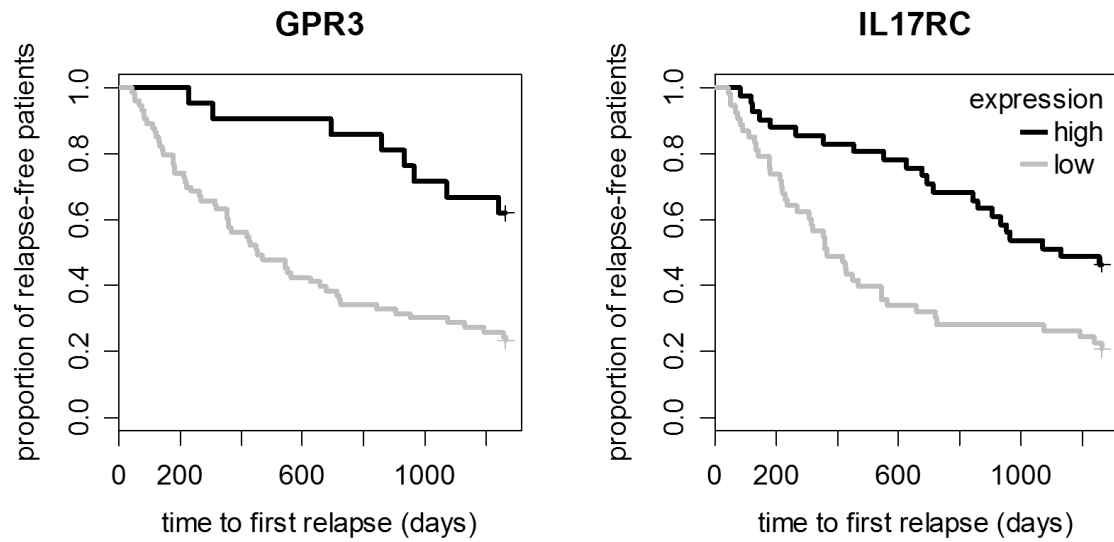 GPR3
proportion of relapse-free patients
1.0
0.8
0.6
0.4
0.2
0.0
0 200 600 1000
time to first relapse (days)
IL17RC
proportion of relapse-free patients
1.0
0.8
0.6
0.4
0.2
0.0
expression
high
low
0 200 600 1000
time to first relapse (days)